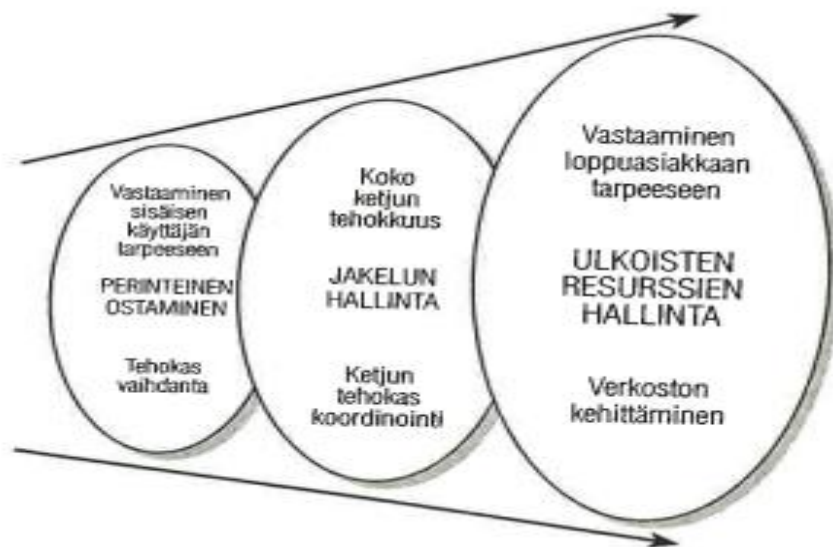 Vastaaminen
sisäisen
käyttäjän
tarpeeseen
PERINTEINEN
OSTAMINEN
Tehokas
vaihdanta
Koko
ketjun
tehokkuus
JAKELUN
HALLINTA
Ketjun
tehokas
koordinointi
Vastaaminen
loppuasiakkaan
tarpeeseen
ULKOISTEN
RESURSSIEN
HALLINTA
Verkoston
kehittäminen